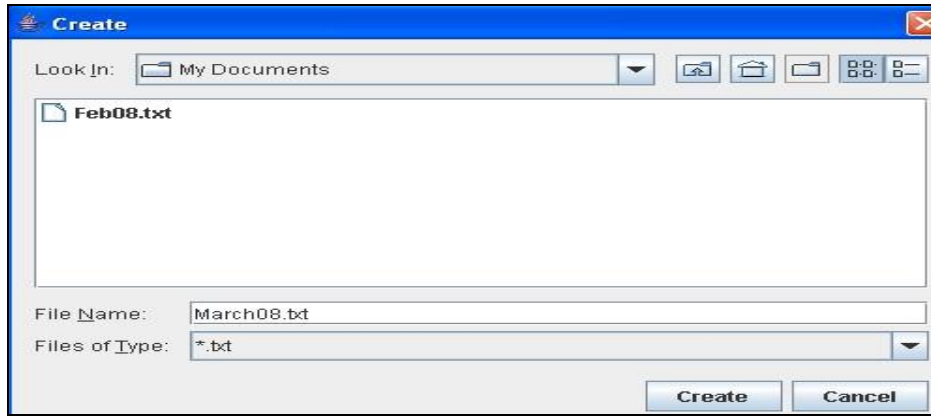 Create
Look In: My Documents
Feb08.txt
File Name: March08.txt
Files of Type: *.txt
Create Cancel